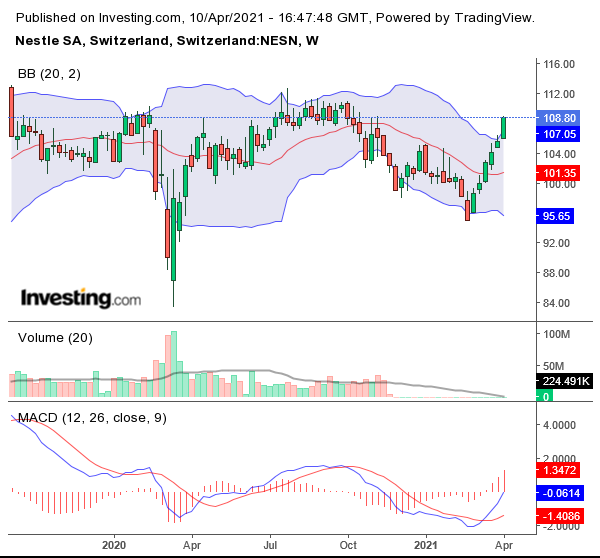 Published on Investing.com, 10/Apr/2021 - 16:47:48 GMT, Powered by TradingView.
Nestle SA, Switzerland, Switzerland:NESN, W
BB (20, 2)
116.00
112.00
108.80
107.05
104.00
101.35
100.00
95.65
92.00
88.00
84.00
Investing.com
Volume (20)
100M
50M
224.491K
0
MACD (12, 26, close, 9)
4.0000
2.0000
1.3472
-0.0614
-1.4086
-2.0000
2020 Apr Jul Oct 2021 Apr